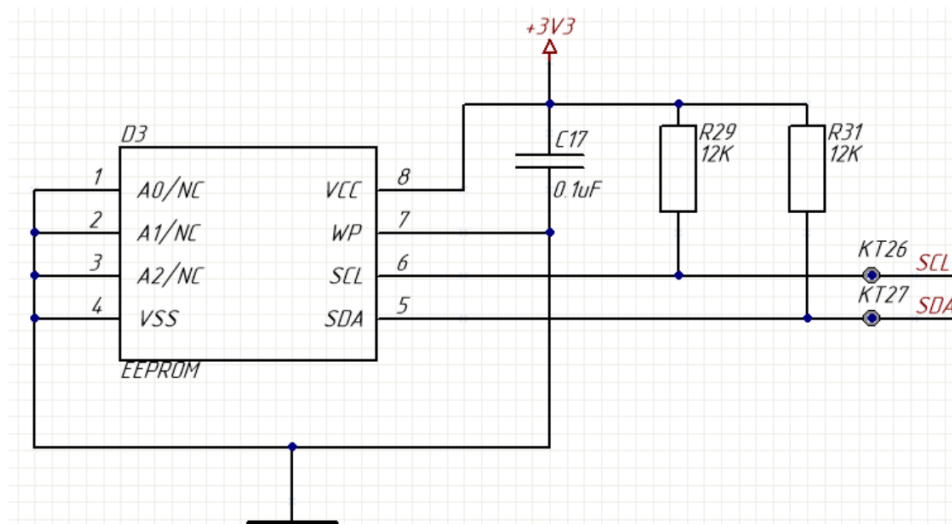 +3V3
D3
C17
0.1uF
R29
12K
R31
12K
1 A0/NC VCC 8
2 A1/NC WP 7
3 A2/NC SCL 6
4 VSS SDA 5
EEPROM
KT26 SCL
KT27 SDA